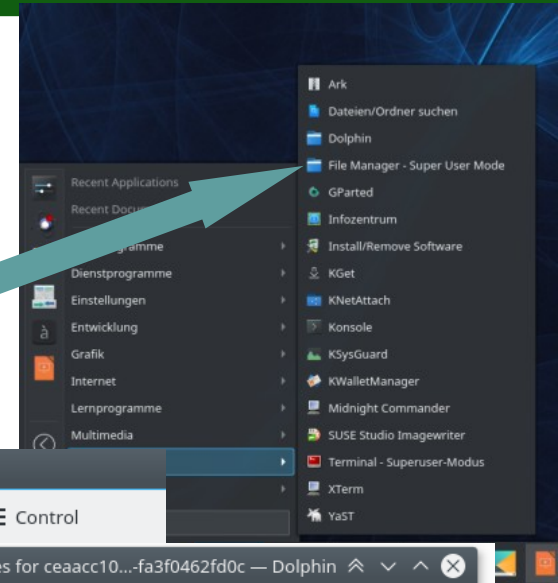 Recent Applications
Recent Docu
gramme
Dienstprogramme
Einstellungen
Entwicklung
Grafik
Internet
Lernprogramme
Multimedia
Ark
Dateien/Ordner suchen
Dolphin
File Manager - Super User Mode
GParted
Infozentrum
Install/Remove Software
KGet
KNetAttach
Konsole
KSysGuard
KWalletManager
Midnight Commander
SUSE Studio Imagewriter
Terminal - Superuser-Modus
XTerm
YaST
Control
es for ceaacc10...-fa3f0462fd0c — Dolphin